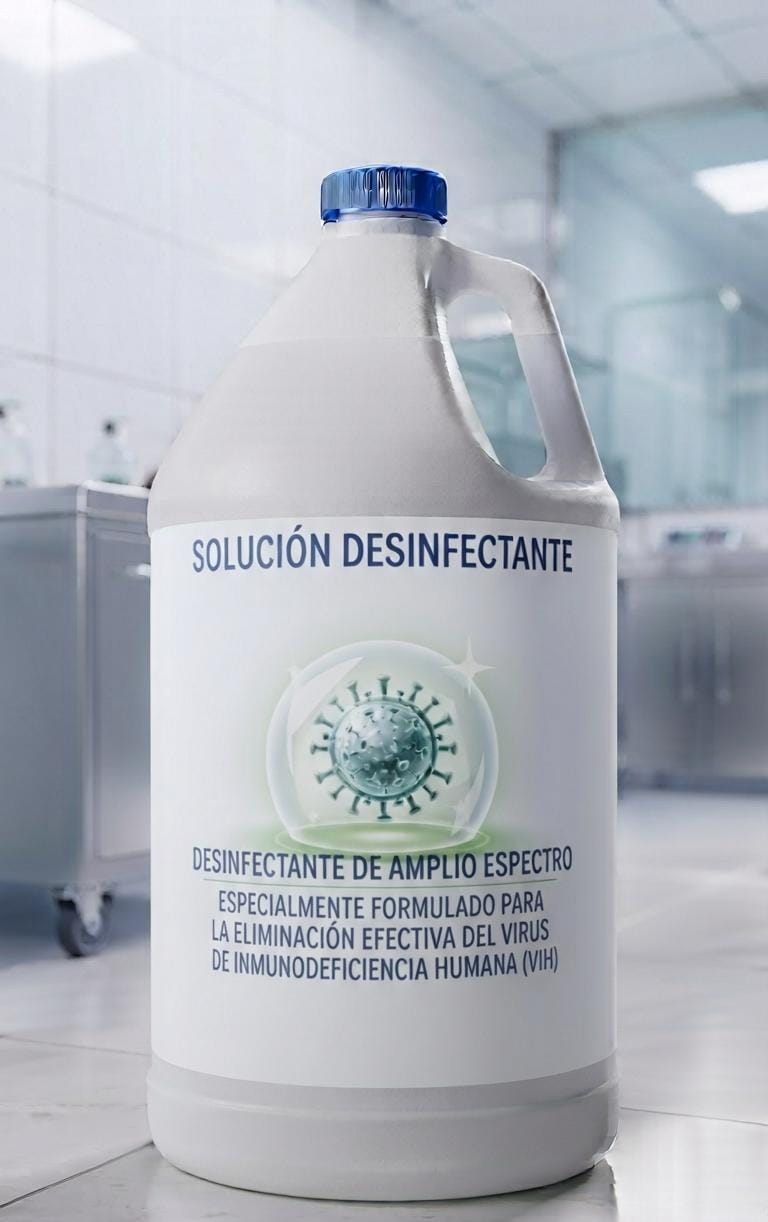 SOLUCIÓN DESINFECTANTE
DESINFECTANTE DE AMPLIO ESPECTRO
ESPECIALMENTE FORMULADO PARA
LA ELIMINACIÓN EFECTIVA DEL VIRUS
DE INMUNODEFICIENCIA HUMANA (VIH)